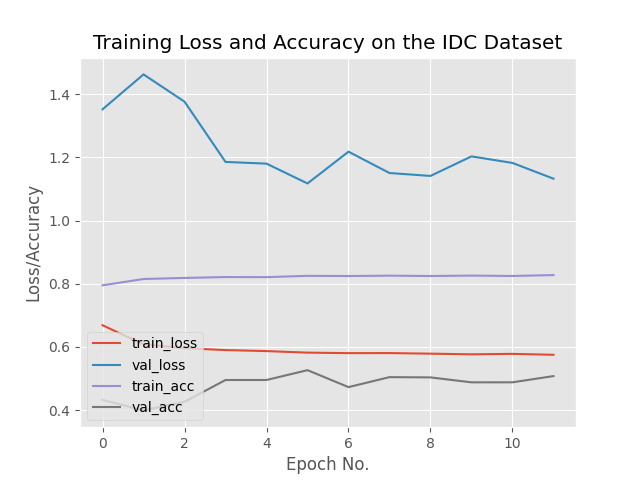 Training Loss and Accuracy on the IDC Dataset
1.4
1.2
1.0
0.8
0.6
0.4
Loss/Accuracy
train_loss
val_loss
train_acc
val_acc
0 2 4 6 8 10
Epoch No.